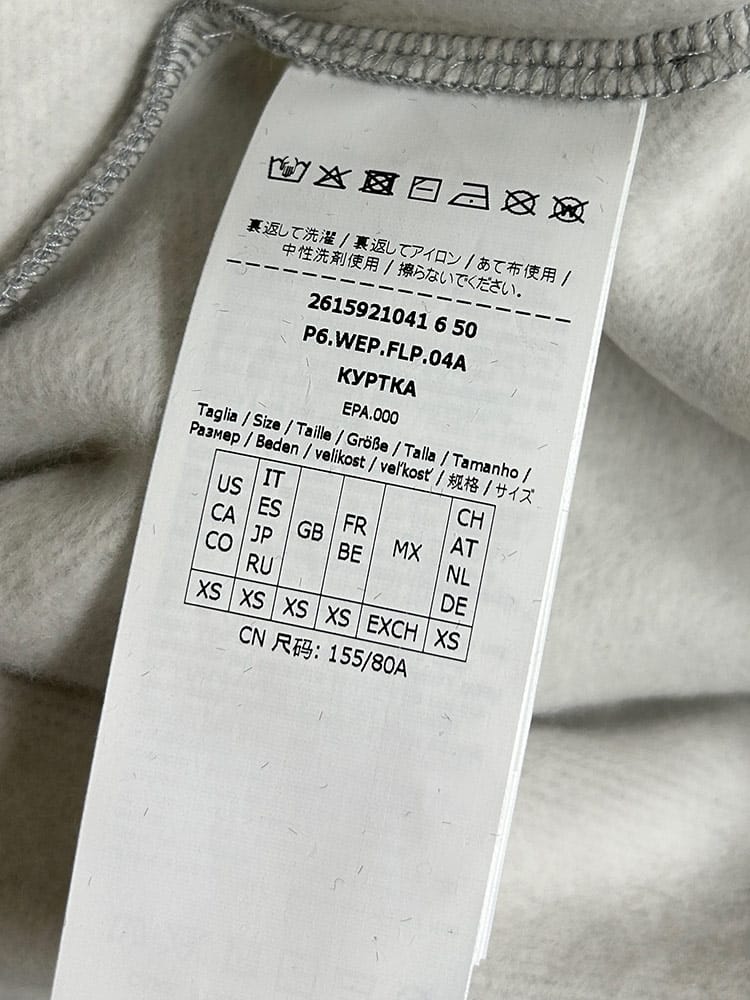 裏返して洗濯 / 裏返してアイロン / あて布使用 /
中性洗剤使用 / 擦らないでください.
2615921041 6 50
P6.WEP.FLP.04A
КУРТКА
EPA.000
Taglia / Size / Taille / Größe / Talla / Tamanho /
Размер / Beden / velikost / veľkosť / 规格 / サイズ
US CA CO
IT ES JP RU
GB
FR BE
MX
CH AT NL DE
XS XS XS XS EXCH XS
CN 尺码: 155/80A